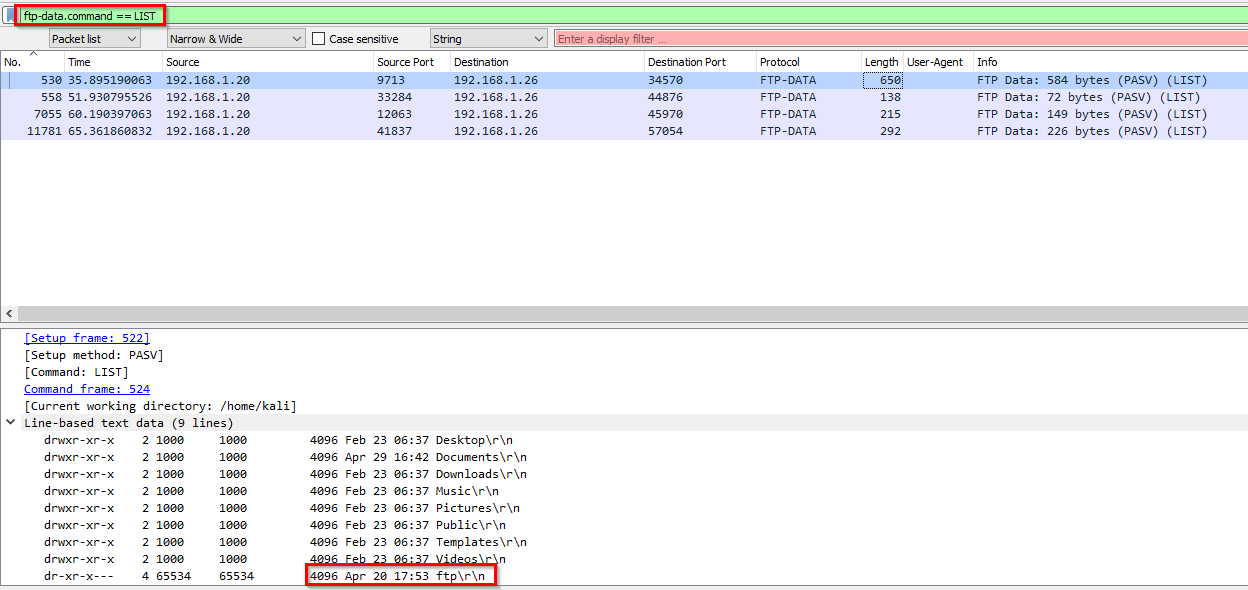 ftp-data.command == LIST
Packet list Narrow & Wide Case sensitive String Enter a display filter ...
No. Time Source Source Port Destination Destination Port Protocol Length User-Agent Info
530 35.895190063 192.168.1.20 9713 192.168.1.26 34570 FTP-DATA 650 FTP Data: 584 bytes (PASV) (LIST)
558 51.930795526 192.168.1.20 33284 192.168.1.26 44876 FTP-DATA 138 FTP Data: 72 bytes (PASV) (LIST)
7055 60.190397063 192.168.1.20 12063 192.168.1.26 45970 FTP-DATA 215 FTP Data: 149 bytes (PASV) (LIST)
11781 65.361860832 192.168.1.20 41837 192.168.1.26 57054 FTP-DATA 292 FTP Data: 226 bytes (PASV) (LIST)
[Setup frame: 522]
[Setup method: PASV]
[Command: LIST]
Command frame: 524
[Current working directory: /home/kali]
Line-based text data (9 lines)
drwxr-xr-x 2 1000 1000 4096 Feb 23 06:37 Desktop\r\n
drwxr-xr-x 2 1000 1000 4096 Apr 29 16:42 Documents\r\n
drwxr-xr-x 2 1000 1000 4096 Feb 23 06:37 Downloads\r\n
drwxr-xr-x 2 1000 1000 4096 Feb 23 06:37 Music\r\n
drwxr-xr-x 2 1000 1000 4096 Feb 23 06:37 Pictures\r\n
drwxr-xr-x 2 1000 1000 4096 Feb 23 06:37 Public\r\n
drwxr-xr-x 2 1000 1000 4096 Feb 23 06:37 Templates\r\n
drwxr-xr-x 2 1000 1000 4096 Feb 23 06:37 Videos\r\n
dr-xr-x--- 4 65534 65534 4096 Apr 20 17:53 ftp\r\n